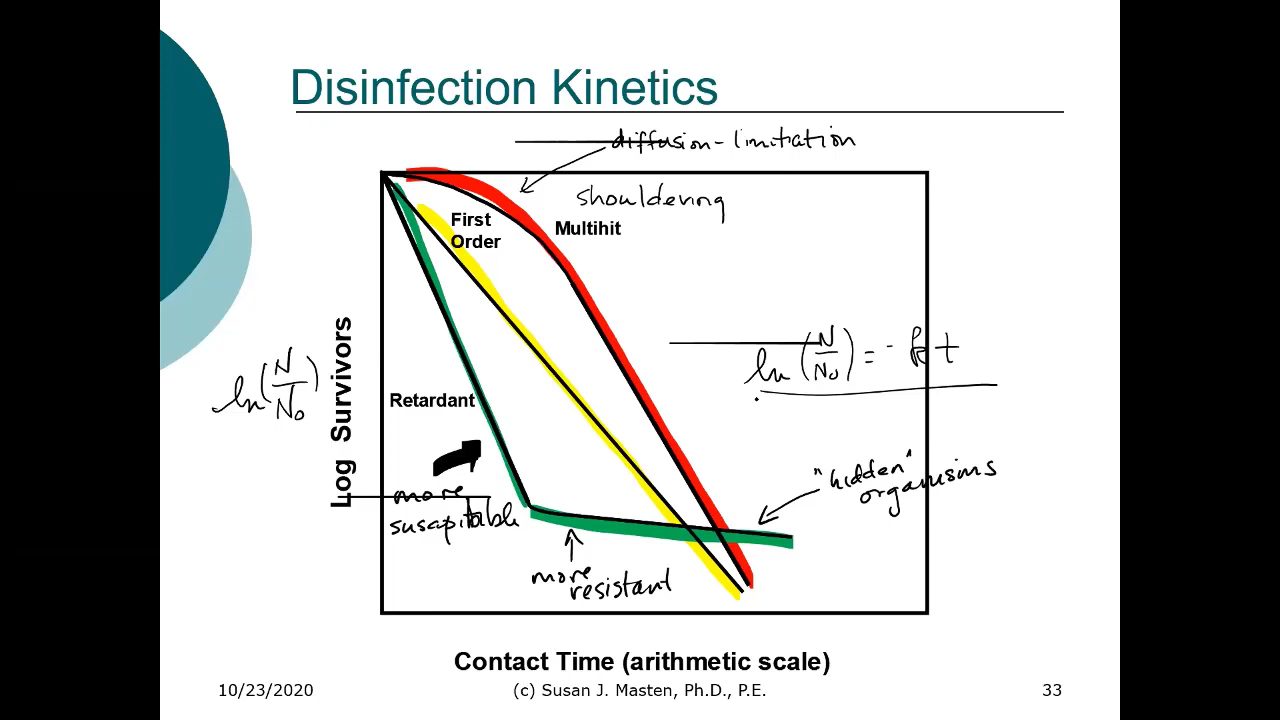 Disinfection Kinetics
diffusion-limitation
shouldering
First
Order
Multihit
ln(N/N₀) = - k t
ln(N/N₀)
Log Survivors
Retardant
"hidden"
organisms
more
suscaptable
more
resistant
Contact Time (arithmetic scale)
10/23/2020
(c) Susan J. Masten, Ph.D., P.E.
33